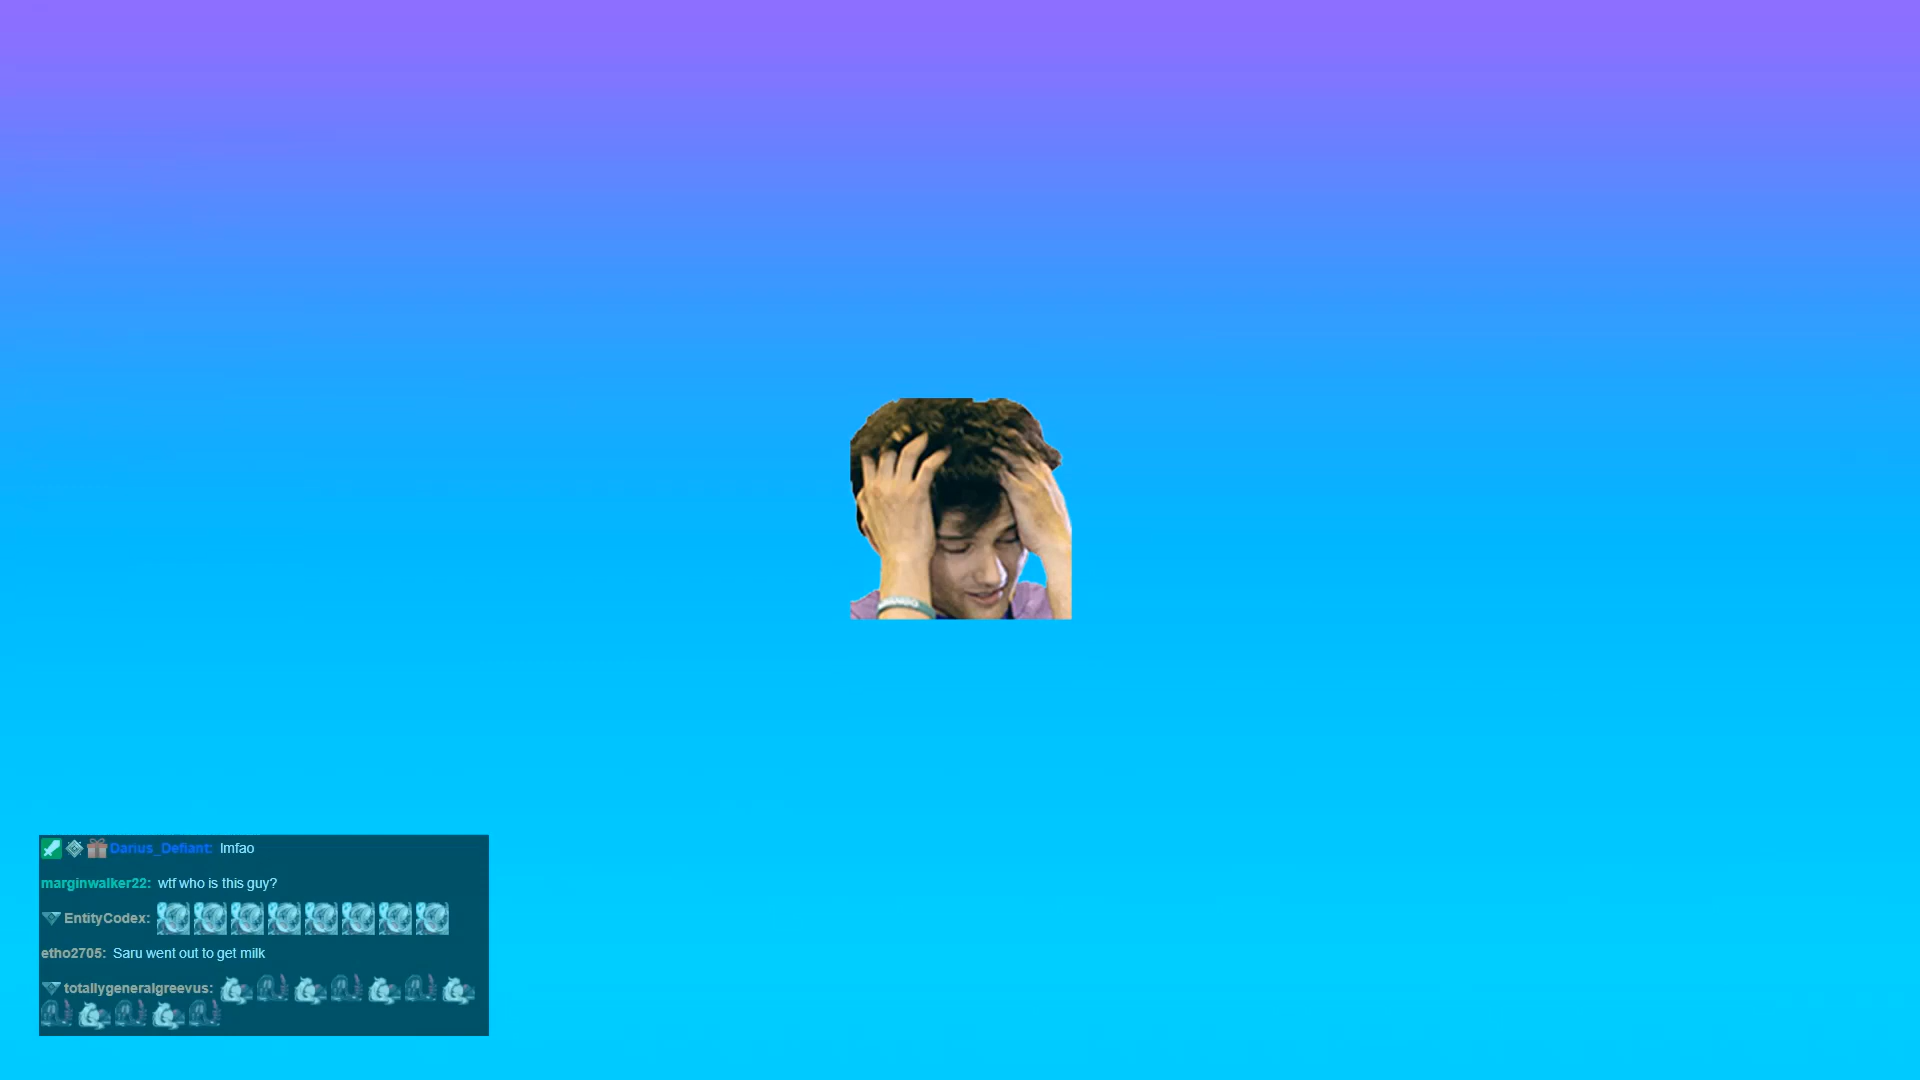 Darius_Defiant: lmfao
marginwalker22: wtf who is this guy?
EntityCodex:
etho2705: Saru went out to get milk
totallygeneralgreevus: